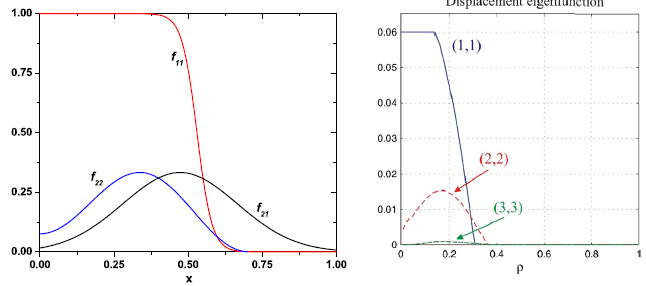 Displacement eigenfunction
1.00
0.75
0.50
0.25
0.00
f11
f22
f21
0.00 0.25 0.50 0.75 1.00
x
0.06
0.05
0.04
0.03
0.02
0.01
0
(1,1)
(2,2)
(3,3)
0 0.2 0.4 0.6 0.8 1
ρ